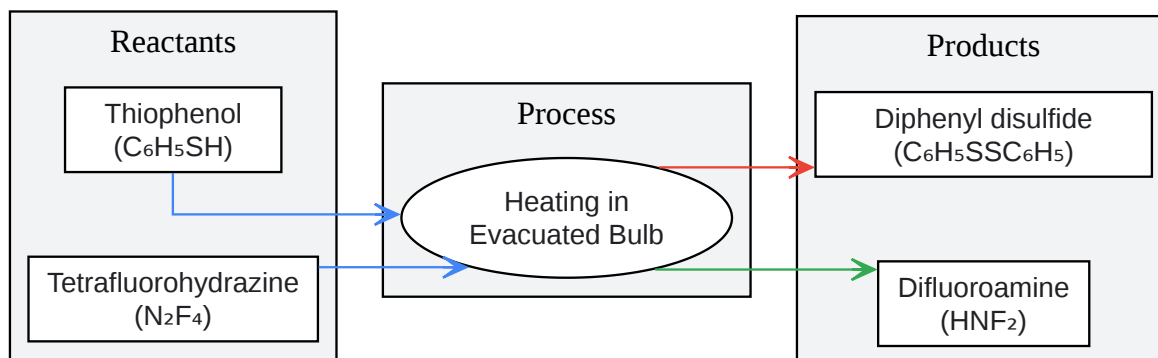 Reactants
Thiophenol
(C₆H₅SH)
Tetrafluorohydrazine
(N₂F₄)
Process
Heating in
Evacuated Bulb
Products
Diphenyl disulfide
(C₆H₅SSC₆H₅)
Difluoroamine
(HNF₂)